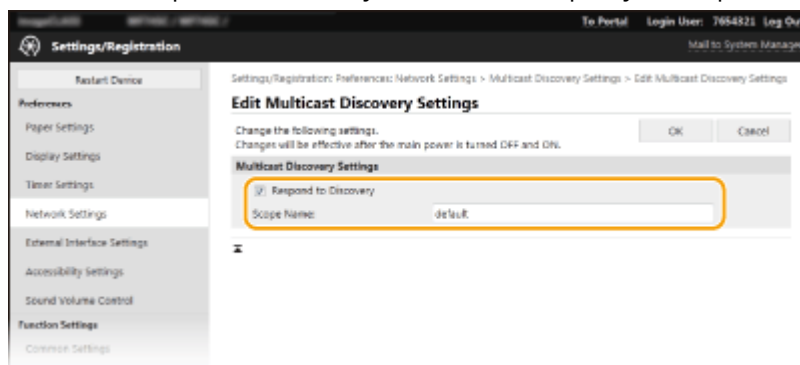 To Portal Login User: 7654321 Log Ou
Settings/Registration
Mail to System Manage
Restart Device
Settings/Registration: Preferences: Network Settings > Multicast Discovery Settings > Edit Multicast Discovery Settings
Preferences
Edit Multicast Discovery Settings
Paper Settings
Change the following settings.
OK
Cancel
Changes will be effective after the main power is turned OFF and ON.
Display Settings
Multicast Discovery Settings
Timer Settings
Respond to Discovery
Network Settings
Scope Name: default
External Interface Settings
Accessibility Settings
Sound Volume Control
Function Settings
Common Settings